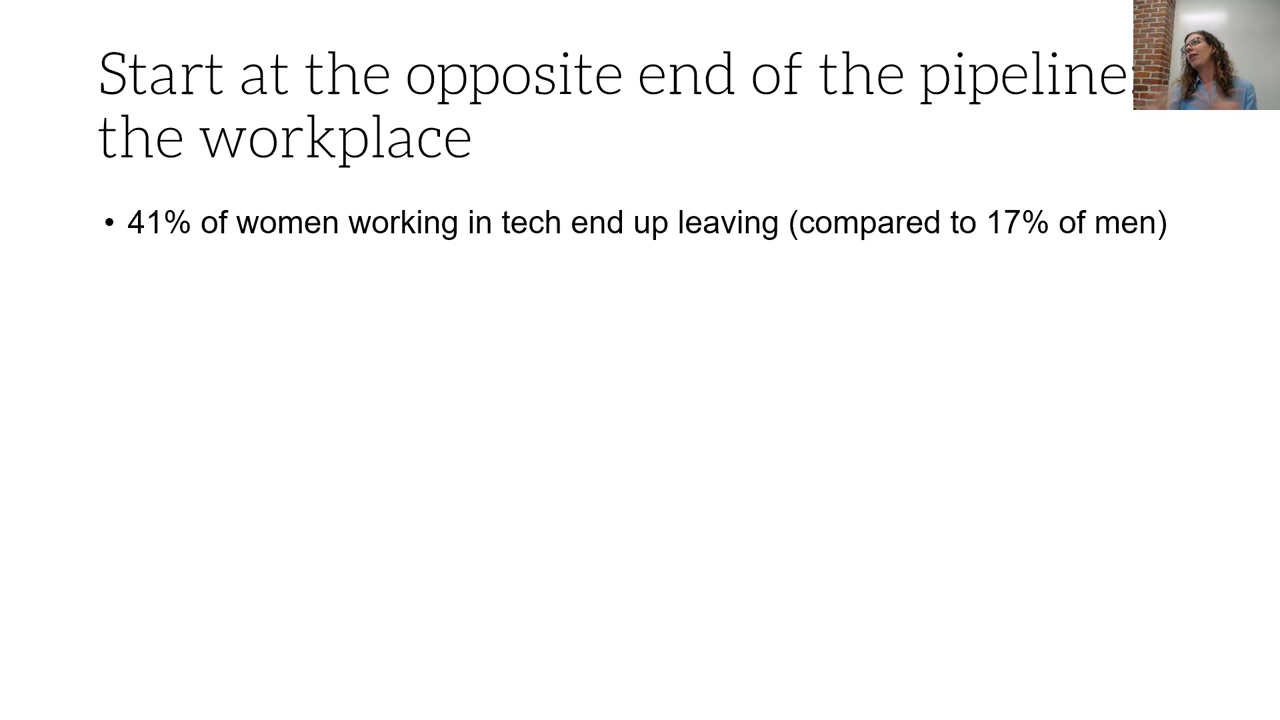 Start at the opposite end of the pipeline:
the workplace
• 41% of women working in tech end up leaving (compared to 17% of men)